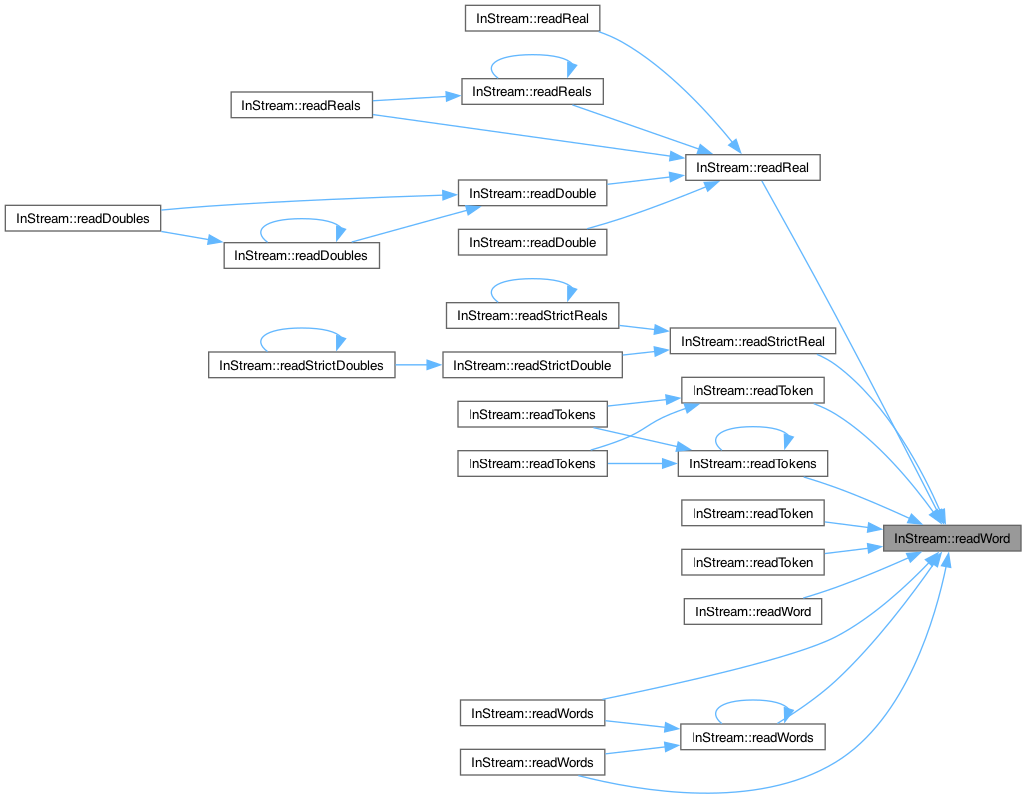 InStream::readReal
InStream::readReals
InStream::readReals
InStream::readReal
InStream::readDouble
InStream::readDoubles
InStream::readDouble
InStream::readDoubles
InStream::readStrictReals
InStream::readStrictReal
InStream::readStrictDoubles
InStream::readStrictDouble
InStream::readToken
InStream::readTokens
InStream::readTokens
InStream::readTokens
InStream::readToken
InStream::readWord
InStream::readToken
InStream::readWord
InStream::readWords
InStream::readWords
InStream::readWords